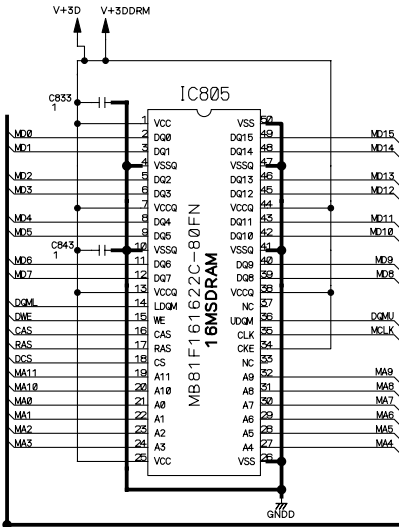 V+3D V+3DDRM
C833
1
IC805
1 VCC VSS 50
MD0 2 DQ0 DQ15 49 MD15
MD1 3 DQ1 DQ14 48 MD14
4 VSSQ VSSQ 47
MD2 5 DQ2 DQ13 46 MD13
MD3 6 DQ3 DQ12 45 MD12
7 VCCQ VCCQ 44
MD4 8 DQ4 DQ11 43 MD11
MD5 9 DQ5 DQ10 42 MD10
C843
1
10 VSSQ VSSQ 41
MD6 11 DQ6 DQ9 40 MD9
MD7 12 DQ7 DQ8 39 MD8
13 VCCQ VCCQ 38
DQML 14 LDQM NC 37
DWE 15 WE UDQM 36 DQMU
CAS 16 CAS CLK 35 MCLK
RAS 17 RAS CKE 34
DCS 18 CS NC 33
MA11 19 A11 A9 32 MA9
MA10 20 A10 A8 31 MA8
MA0 21 A0 A7 30 MA7
MA1 22 A1 A6 29 MA6
MA2 23 A2 A5 28 MA5
MA3 24 A3 A4 27 MA4
25 VCC VSS 26
MB81F161622C-80FN
16MSDRAM
GNDD